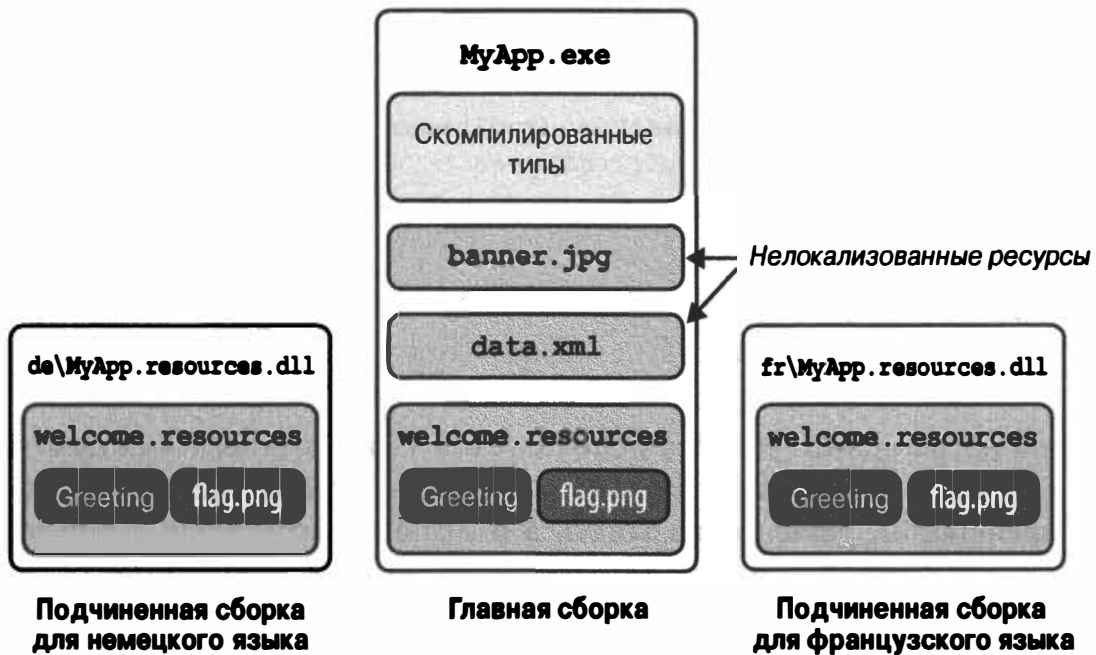 MyApp.exe
Скомпилированные
типы
banner.jpg
Нелокализованные ресурсы
data.xml
de\MyApp.resources.dll
welcome.resources
Greeting
flag.png
welcome.resources
Greeting
flag.png
fr\MyApp.resources.dll
welcome.resources
Greeting
flag.png
Подчиненная сборка
для немецкого языка
Главная сборка
Подчиненная сборка
для французского языка